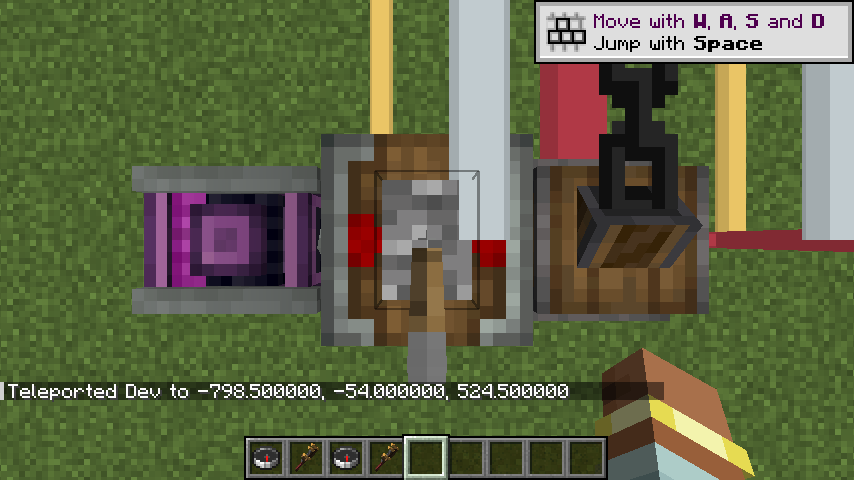 Move with W, A, S and D
Jump with Space
Teleported Dev to -798.500000, -54.000000, 524.500000